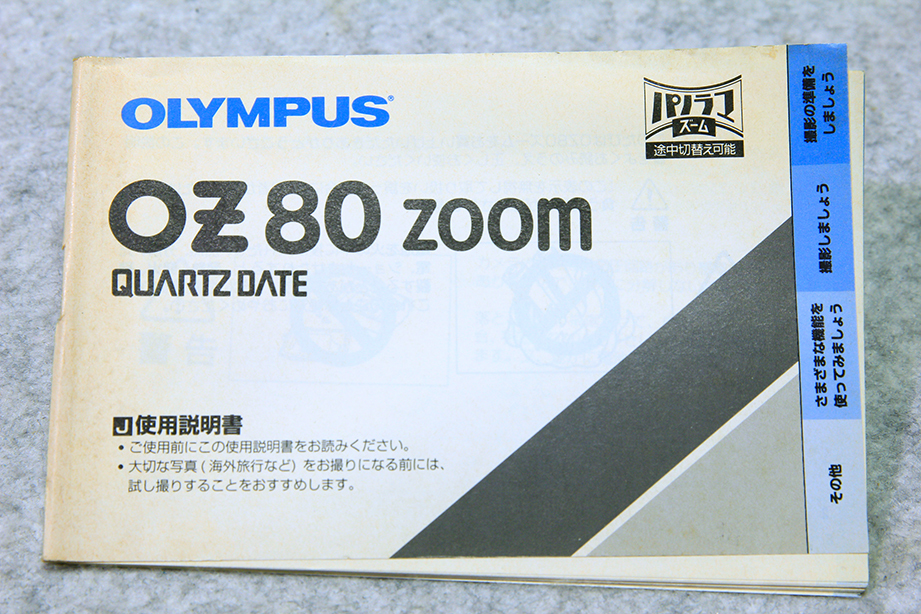 OLYMPUS®
パノラマ
ズーム
途中切替え可能
OZ 80 ZOOM
QUARTZ DATE
J 使用説明書
• ご使用前にこの使用説明書をお読みください。
• 大切な写真(海外旅行など)をお撮りになる前には、
試し撮りすることをおすすめします。
撮影の準備を
しましょう
撮影しましょう
さまざまな機能を
使ってみましょう
その他